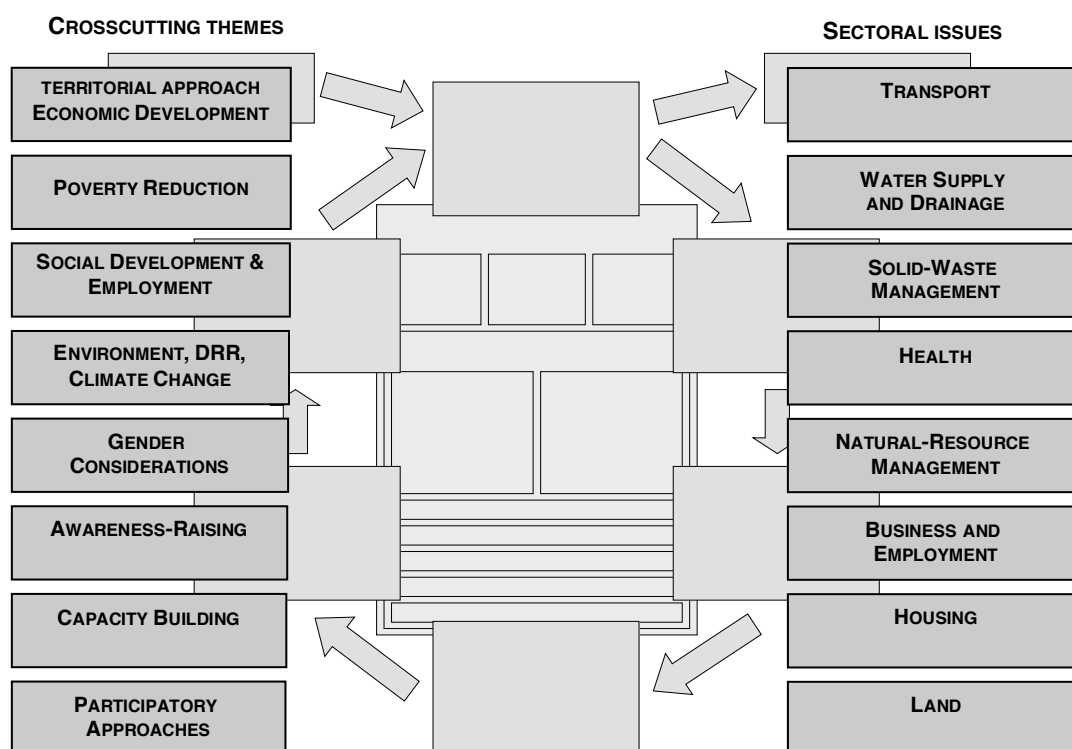 CROSSCUTTING THEMES
TERRITORIAL APPROACH
ECONOMIC DEVELOPMENT
POVERTY REDUCTION
SOCIAL DEVELOPMENT &
EMPLOYMENT
ENVIRONMENT, DRR,
CLIMATE CHANGE
GENDER
CONSIDERATIONS
AWARENESS-RAISING
CAPACITY BUILDING
PARTICIPATORY
APPROACHES
SECTORAL ISSUES
TRANSPORT
WATER SUPPLY
AND DRAINAGE
SOLID-WASTE
MANAGEMENT
HEALTH
NATURAL-RESOURCE
MANAGEMENT
BUSINESS AND
EMPLOYMENT
HOUSING
LAND